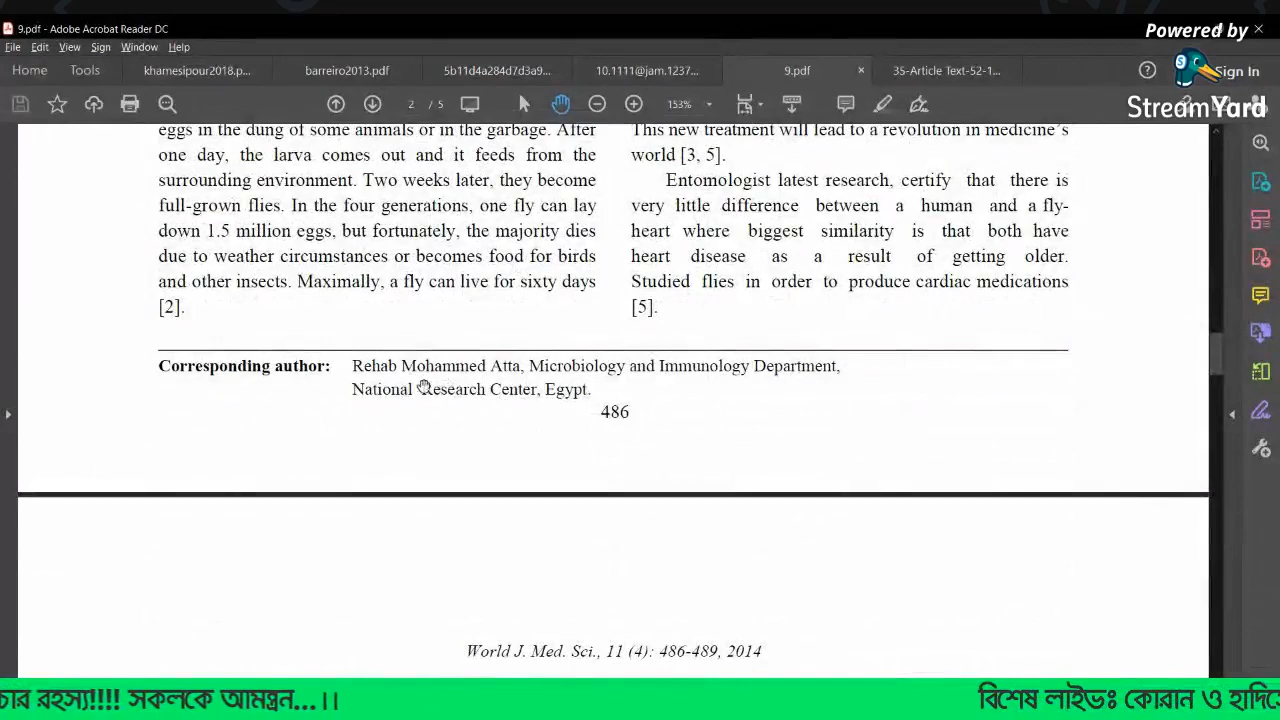 9.pdf - Adobe Acrobat Reader DC
Powered by
File Edit View Sign Window Help
Home Tools khamesipour2018.p... barreiro2013.pdf 5b11d4a284d7d3a9... 10.1111@jam.1237... 9.pdf 35-Article Text-52-1... Sign In
StreamYard
2 / 5 153%
eggs in the dung of some animals or in the garbage. After
one day, the larva comes out and it feeds from the
surrounding environment. Two weeks later, they become
full-grown flies. In the four generations, one fly can lay
down 1.5 million eggs, but fortunately, the majority dies
due to weather circumstances or becomes food for birds
and other insects. Maximally, a fly can live for sixty days
[2].
This new treatment will lead to a revolution in medicine's
world [3, 5].
Entomologist latest research, certify that there is
very little difference between a human and a fly-
heart where biggest similarity is that both have
heart disease as a result of getting older.
Studied flies in order to produce cardiac medications
[5].
Corresponding author: Rehab Mohammed Atta, Microbiology and Immunology Department,
National Research Center, Egypt.
486
World J. Med. Sci., 11 (4): 486-489, 2014
চার রহস্য!!!! সকলকে আমন্ত্রন...।। বিশেষ লাইভঃ কোরান ও হাদিসে